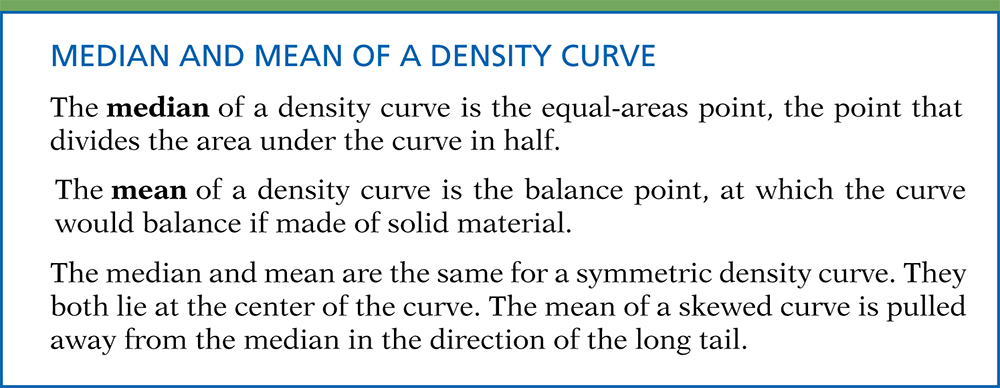 MEDIAN AND MEAN OF A DENSITY CURVE
The median of a density curve is the equal-areas point, the point that
divides the area under the curve in half.
The mean of a density curve is the balance point, at which the curve
would balance if made of solid material.
The median and mean are the same for a symmetric density curve. They
both lie at the center of the curve. The mean of a skewed curve is pulled
away from the median in the direction of the long tail.